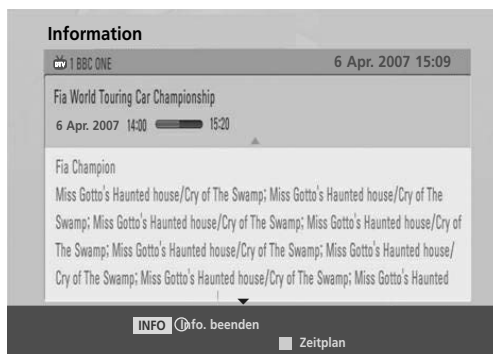 Information
DTV 1 BBC ONE 6 Apr. 2007 15:09
Fia World Touring Car Championship
6 Apr. 2007 14:00 15:20
Fia Champion
Miss Gotto's Haunted house/Cry of The Swamp; Miss Gotto's Haunted house/Cry of The
Swamp; Miss Gotto's Haunted house/Cry of The Swamp; Miss Gotto's Haunted house/Cry of
The Swamp; Miss Gotto's Haunted house/Cry of The Swamp; Miss Gotto's Haunted house/
Cry of The Swamp; Miss Gotto's Haunted house/Cry of The Swamp; Miss Gotto's Haunted
INFO ⓘInfo. beenden
Zeitplan